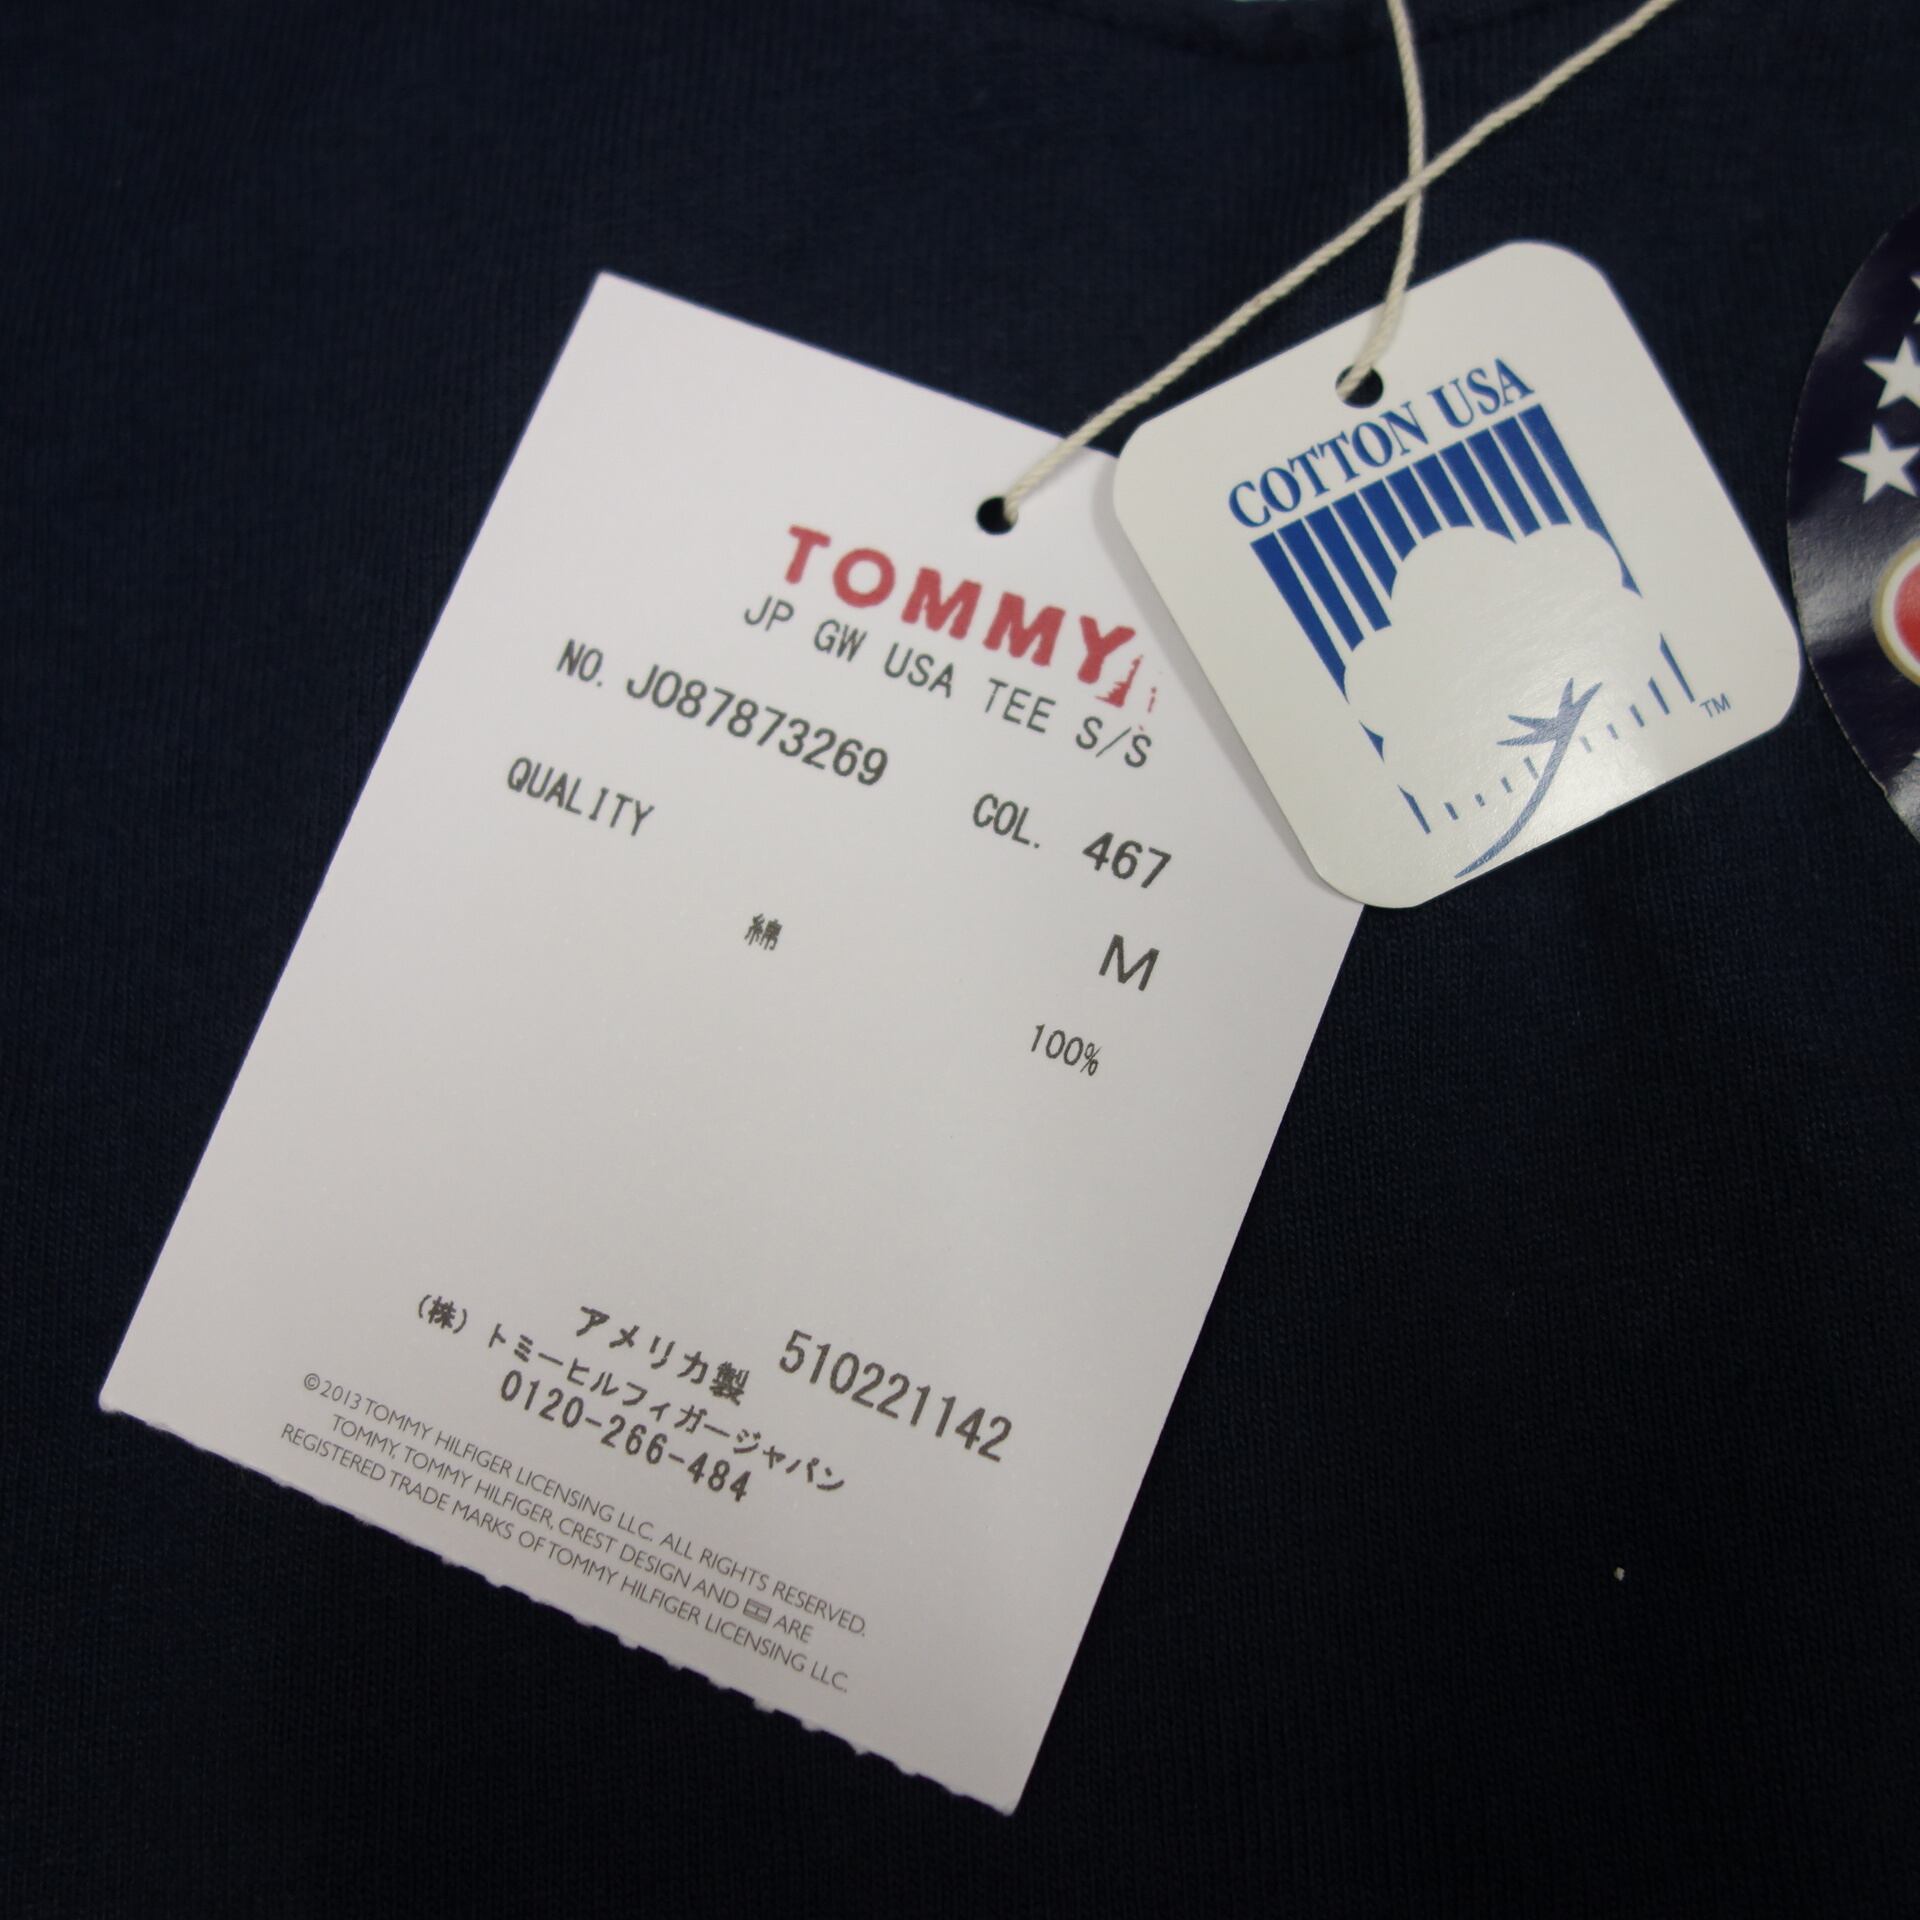 TOMMY
JP GW USA TEE S/S
NO. J087873269
COL. 467
QUALITY
M
綿
100%
アメリカ製 510221142
(株) トミーヒルフィガージャパン
0120-266-484
©2013 TOMMY HILFIGER LICENSING LLC. ALL RIGHTS RESERVED.
TOMMY, TOMMY HILFIGER, CREST DESIGN AND ARE
REGISTERED TRADE MARKS OF TOMMY HILFIGER LICENSING LLC.
COTTON USA
TM